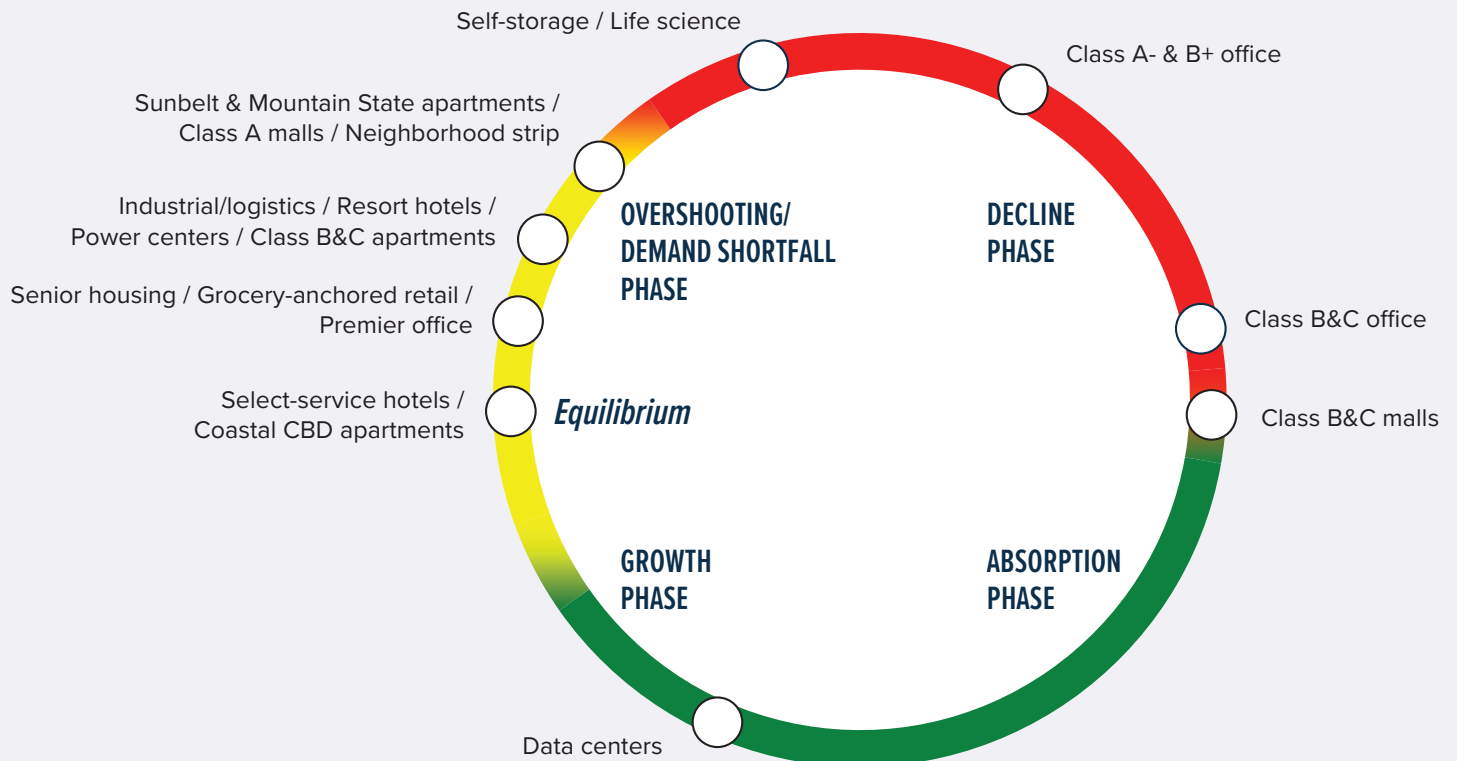 Self-storage / Life science
Class A- & B+ office
Sunbelt & Mountain State apartments /
Class A malls / Neighborhood strip
Industrial/logistics / Resort hotels /
Power centers / Class B&C apartments
OVERSHOOTING/
DEMAND SHORTFALL
PHASE
DECLINE
PHASE
Senior housing / Grocery-anchored retail /
Premier office
Class B&C office
Select-service hotels /
Coastal CBD apartments
Equilibrium
Class B&C malls
GROWTH
PHASE
ABSORPTION
PHASE
Data centers